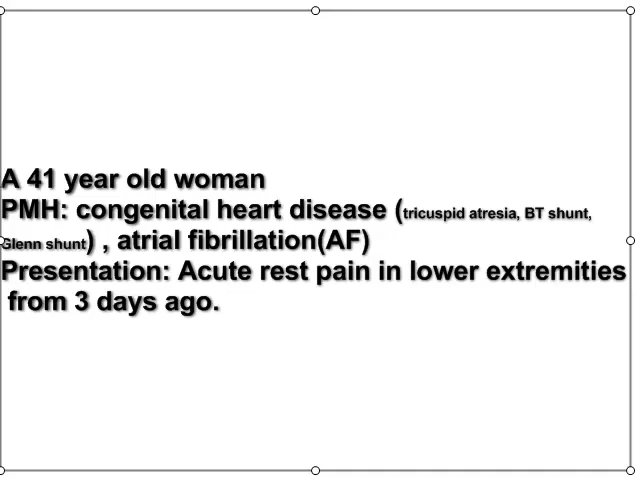 A 41 year old woman
PMH: congenital heart disease (tricuspid atresia, BT shunt,
Glenn shunt) , atrial fibrillation(AF)
Presentation: Acute rest pain in lower extremities
from 3 days ago.